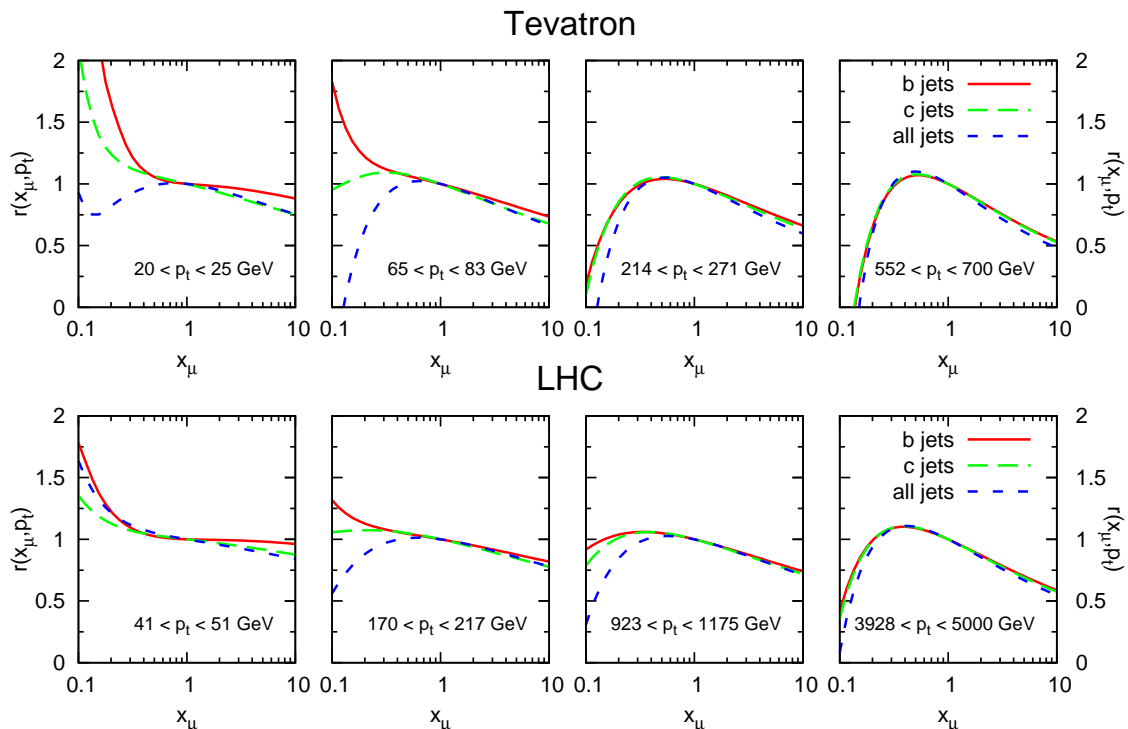 Tevatron
r(xμ,pt)
2
1.5
1
0.5
0
0.1 1 10
xμ
20 < pt < 25 GeV
0.1 1 10
xμ
65 < pt < 83 GeV
0.1 1 10
xμ
214 < pt < 271 GeV
b jets
c jets
all jets
552 < pt < 700 GeV
0.1 1 10
xμ
2
1.5
1
0.5
0
r(xμ,pt)
LHC
r(xμ,pt)
2
1.5
1
0.5
0
0.1 1 10
xμ
41 < pt < 51 GeV
0.1 1 10
xμ
170 < pt < 217 GeV
0.1 1 10
xμ
923 < pt < 1175 GeV
b jets
c jets
all jets
3928 < pt < 5000 GeV
0.1 1 10
xμ
2
1.5
1
0.5
0
r(xμ,pt)